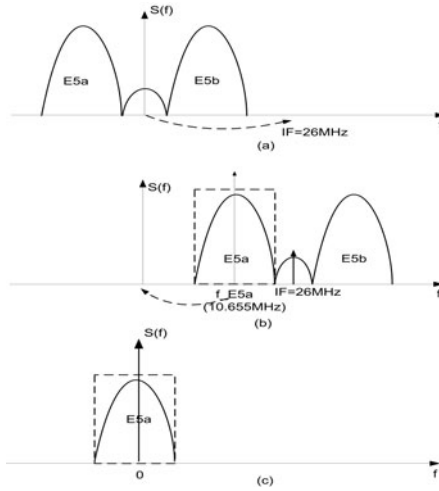 S(f)
E5a
E5b
IF=26MHz
(a)
S(f)
E5a
E5b
f_E5a
IF=26MHz
f
(10.655MHz)
(b)
S(f)
E5a
0
f
(c)